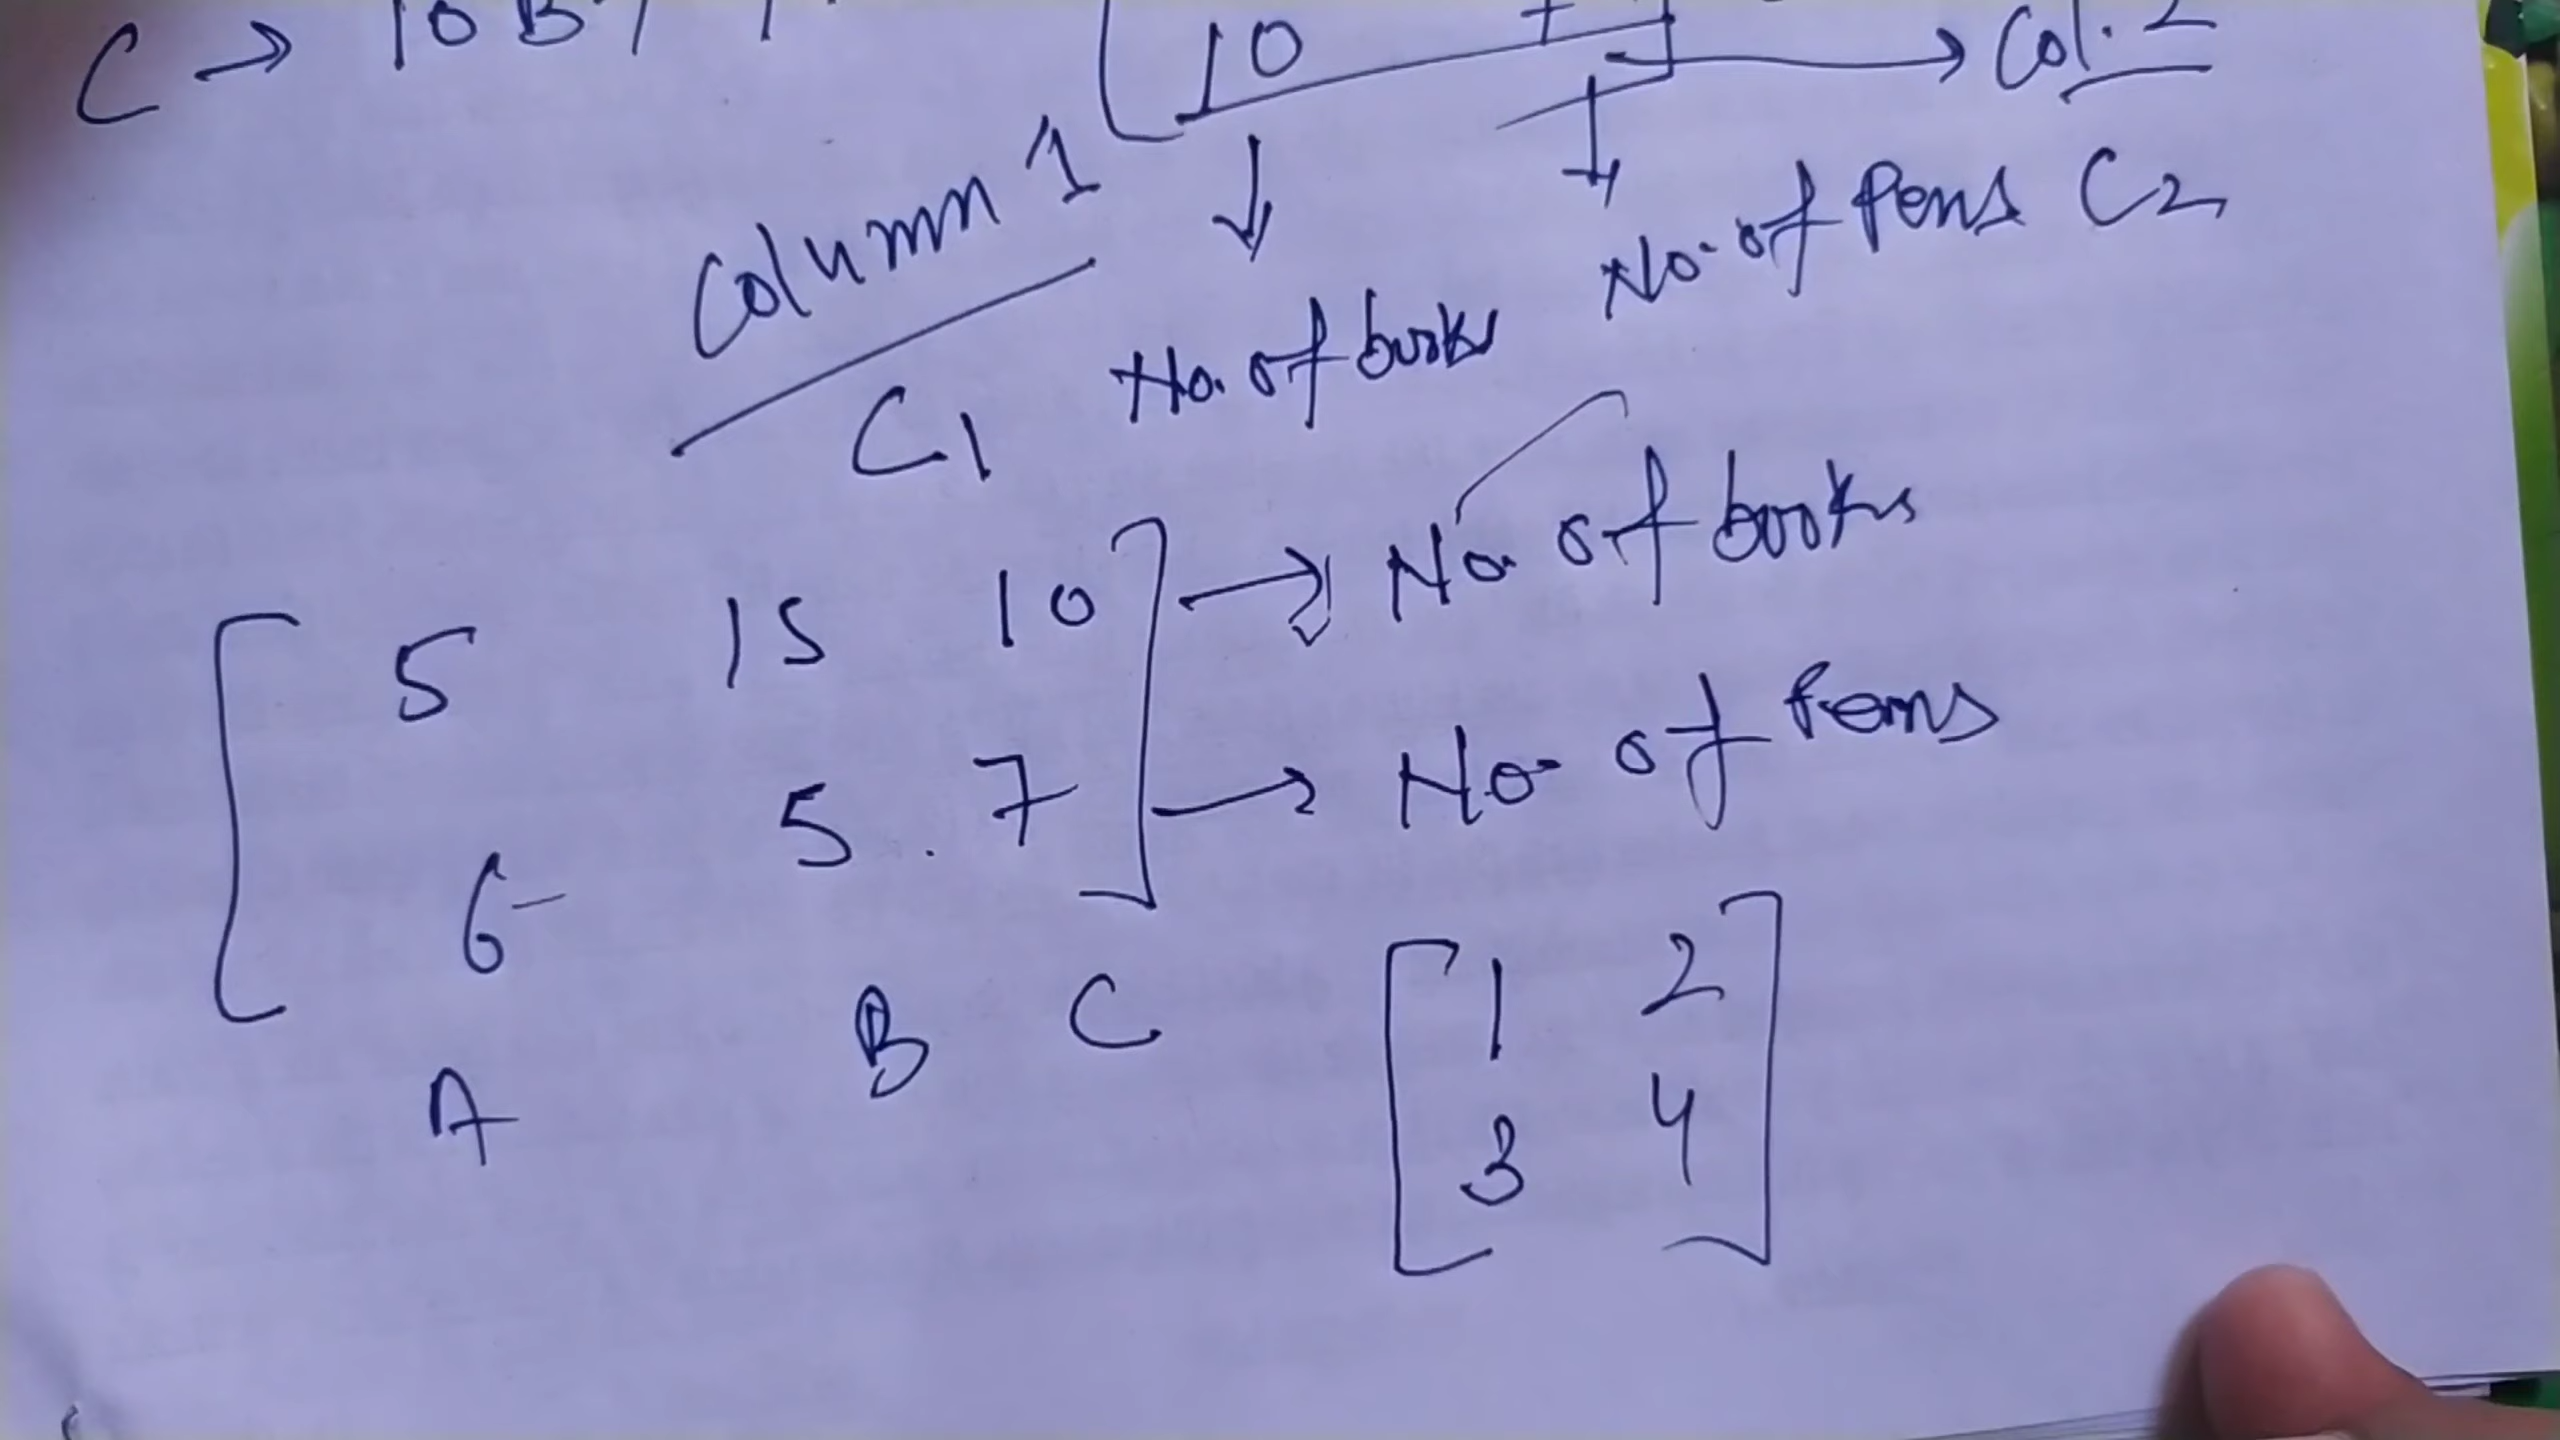 C → 10 B
10
→ Col. 2
Column 1
↓ ↓
No. of Pens C2
No. of books
C1
[ 5 15 10 ] → No. of books
6 5 . 7 → No. of Pens
A B C
[ 1 2
3 4 ]